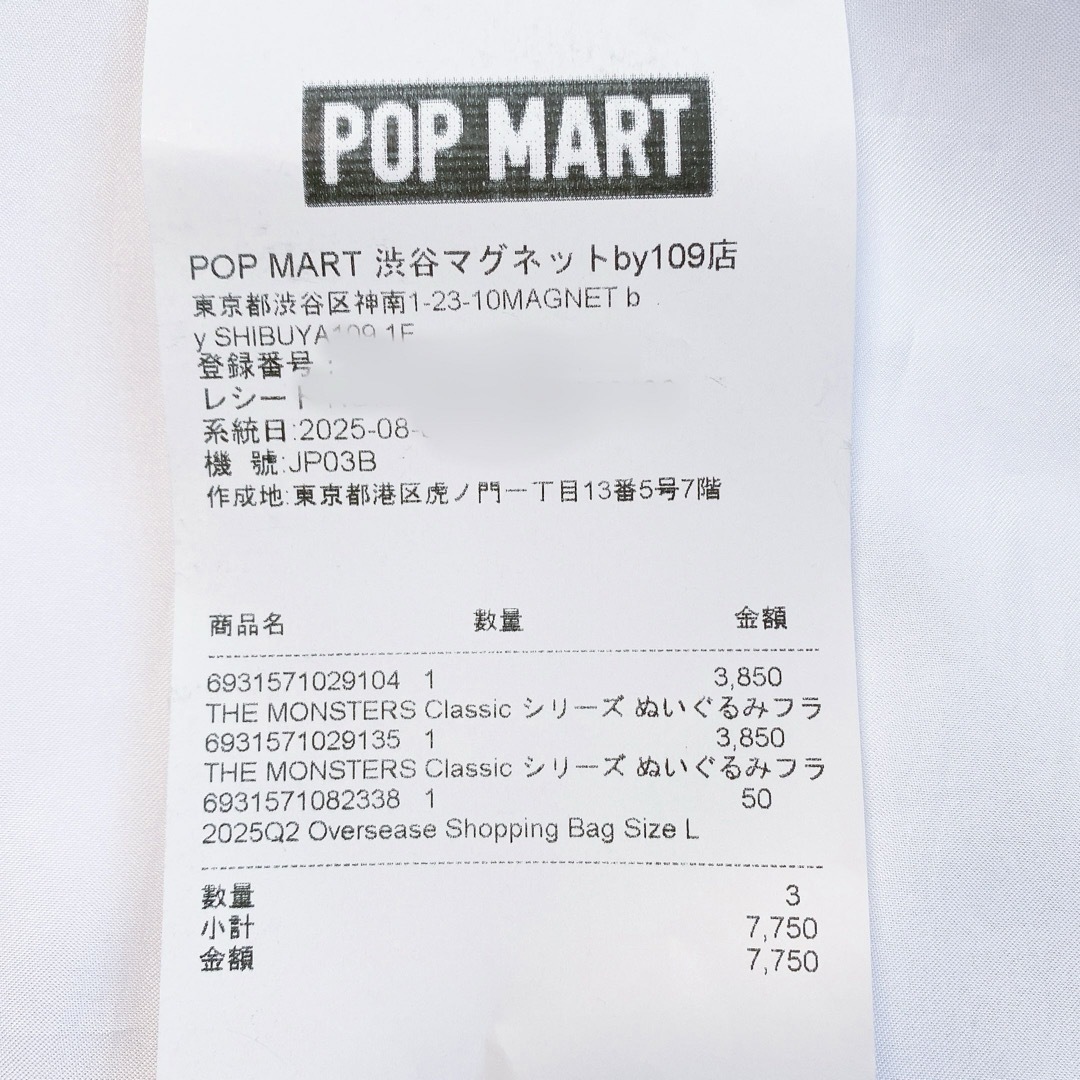 POP MART
POP MART 渋谷マグネットby109店
東京都渋谷区神南1-23-10MAGNET b
y SHIBUYA109 1F
登録番号:
レシート
系統日:2025-08-
機 號:JP03B
作成地:東京都港区虎ノ門一丁目13番5号7階
商品名 数量 金額
6931571029104 1 3,850
THE MONSTERS Classic シリーズ ぬいぐるみフラ
6931571029135 1 3,850
THE MONSTERS Classic シリーズ ぬいぐるみフラ
6931571082338 1 50
2025Q2 Oversease Shopping Bag Size L
数量 3
小計 7,750
金額 7,750